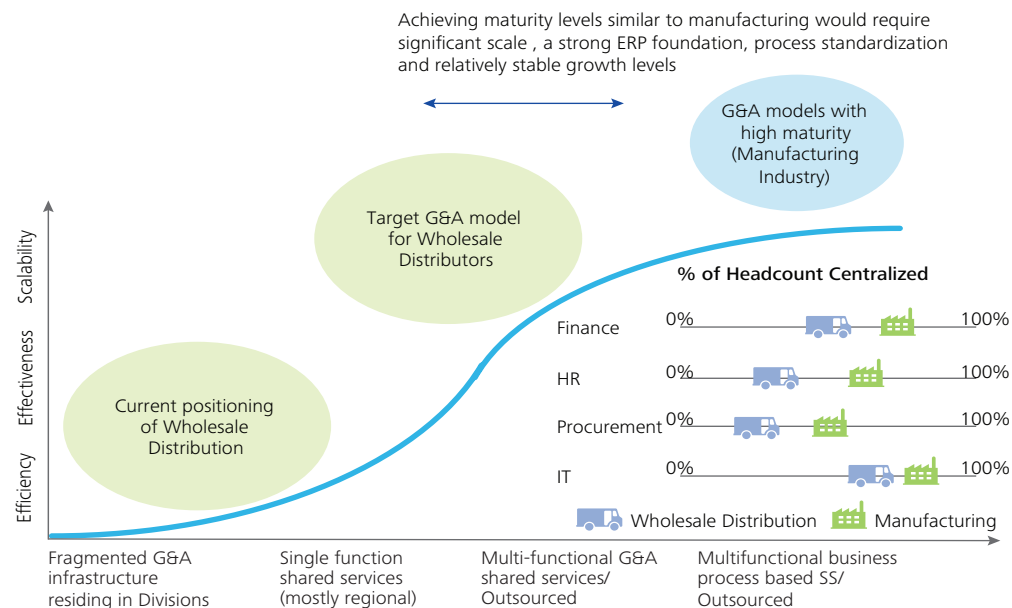 Achieving maturity levels similar to manufacturing would require
significant scale , a strong ERP foundation, process standardization
and relatively stable growth levels
G&A models with
high maturity
(Manufacturing
Industry)
Target G&A model
for Wholesale
Distributors
Current positioning
of Wholesale
Distribution
Scalability
Effectiveness
Efficiency
% of Headcount Centralized
Finance 0% 100%
HR 0% 100%
Procurement 0% 100%
IT 0% 100%
Wholesale Distribution Manufacturing
Fragmented G&A
infrastructure
residing in Divisions
Single function
shared services
(mostly regional)
Multi-functional G&A
shared services/
Outsourced
Multifunctional business
process based SS/
Outsourced